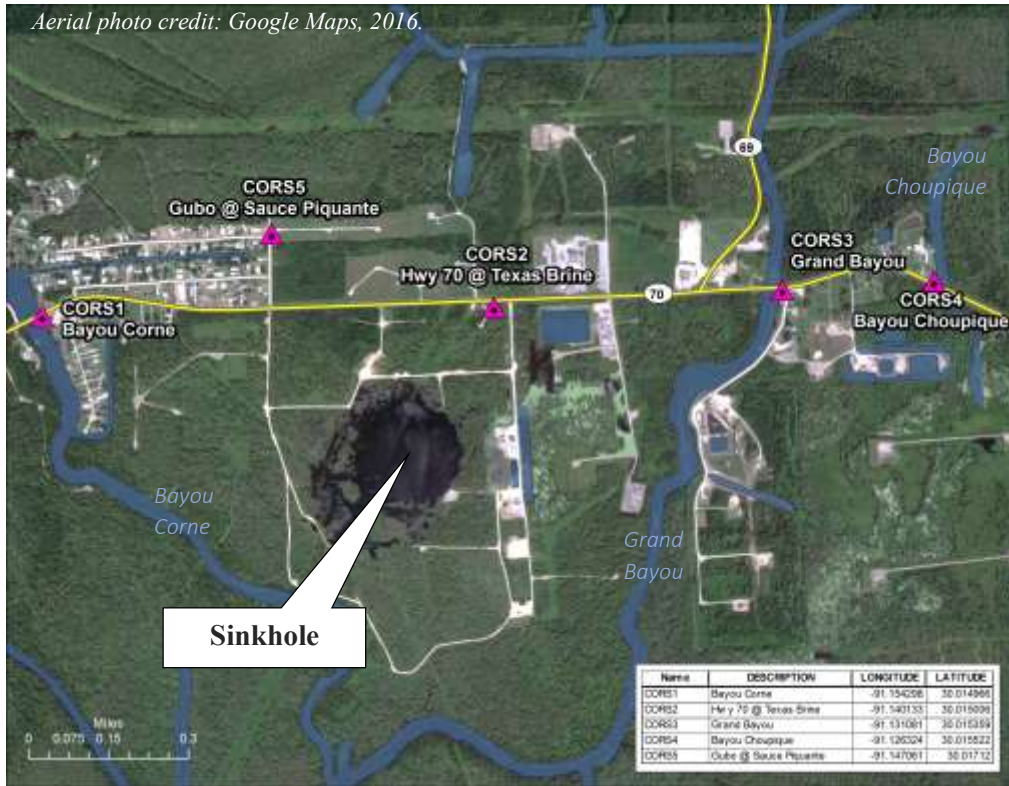 Aerial photo credit: Google Maps, 2016.
69
Bayou
Choupique
CORS5
Gubo @ Sauce Piquante
CORS2
Hwy 70 @ Texas Brine
CORS3
Grand Bayou
70
CORS4
Bayou Choupique
CORS1
Bayou Corne
Bayou
Corne
Grand
Bayou
Sinkhole
Miles
0 0.075 0.15 0.3
Name DESCRIPTION LONGITUDE LATITUDE
CORS1 Bayou Corne -91.154298 30.014966
CORS2 Hwy 70 @ Texas Brine -91.140133 30.015096
CORS3 Grand Bayou -91.131081 30.015359
CORS4 Bayou Choupique -91.126324 30.015522
CORS5 Gubo @ Sauce Piquante -91.147061 30.01712